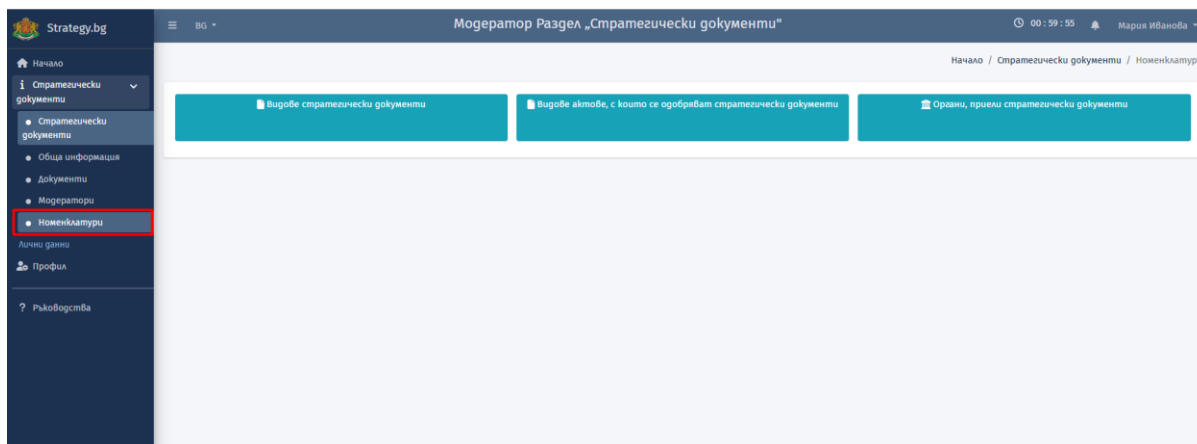 Strategy.bg
BG
Модератор Раздел „Стратегически документи"
00 : 59 : 55
Мария Иванова
Начало
Начало / Стратегически документи / Номенклатур
Стратегически
документи
Видове стратегически документи
Видове актове, с които се одобряват стратегически документи
Органи, приели стратегически документи
Стратегически
документи
Обща информация
Документи
Модератори
Номенклатури
Лични данни
Профил
? Ръководства